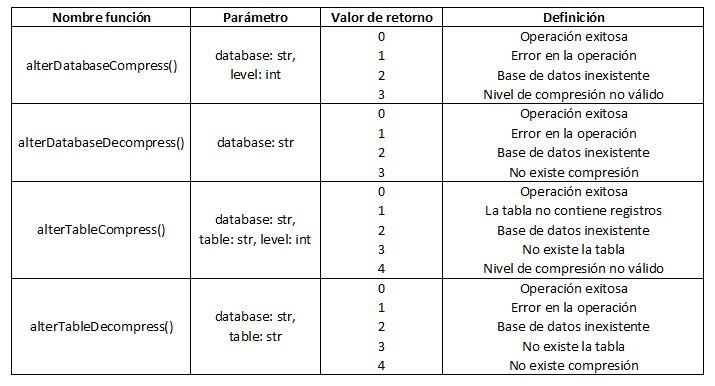 Nombre función Parámetro Valor de retorno Definición
alterDatabaseCompress()
database: str,
level: int
0 Operación exitosa
1 Error en la operación
2 Base de datos inexistente
3 Nivel de compresión no válido
alterDatabaseDecompress()
database: str
0 Operación exitosa
1 Error en la operación
2 Base de datos inexistente
3 No existe compresión
alterTableCompress()
database: str,
table: str, level: int
0 Operación exitosa
1 La tabla no contiene registros
2 Base de datos inexistente
3 No existe la tabla
4 Nivel de compresión no válido
alterTableDecompress()
database: str,
table: str
0 Operación exitosa
1 Error en la operación
2 Base de datos inexistente
3 No existe la tabla
4 No existe compresión